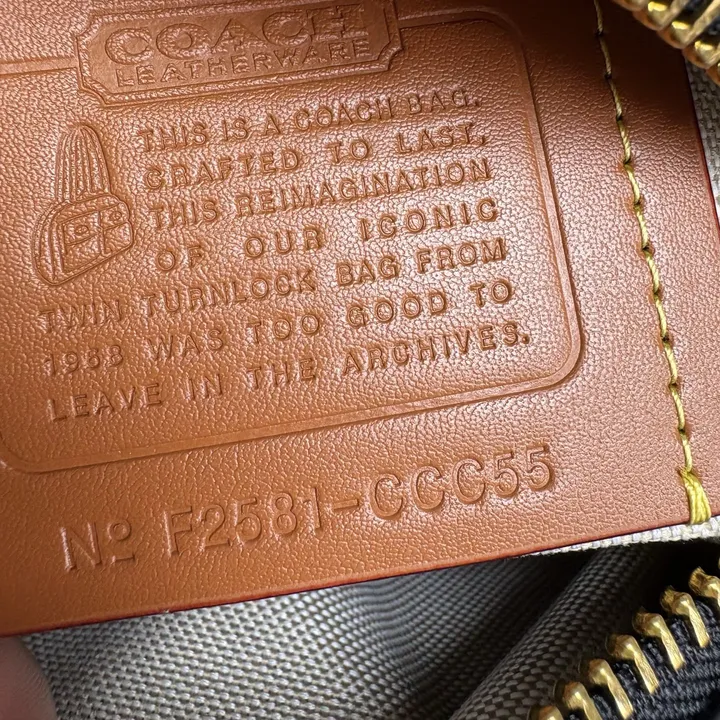 COACH
LEATHERWARE
THIS IS A COACH BAG.
CRAFTED TO LAST,
THIS REIMAGINATION
OF OUR ICONIC
TWIN TURNLOCK BAG FROM
1968 WAS TOO GOOD TO
LEAVE IN THE ARCHIVES.
Nº F2581-CCC55